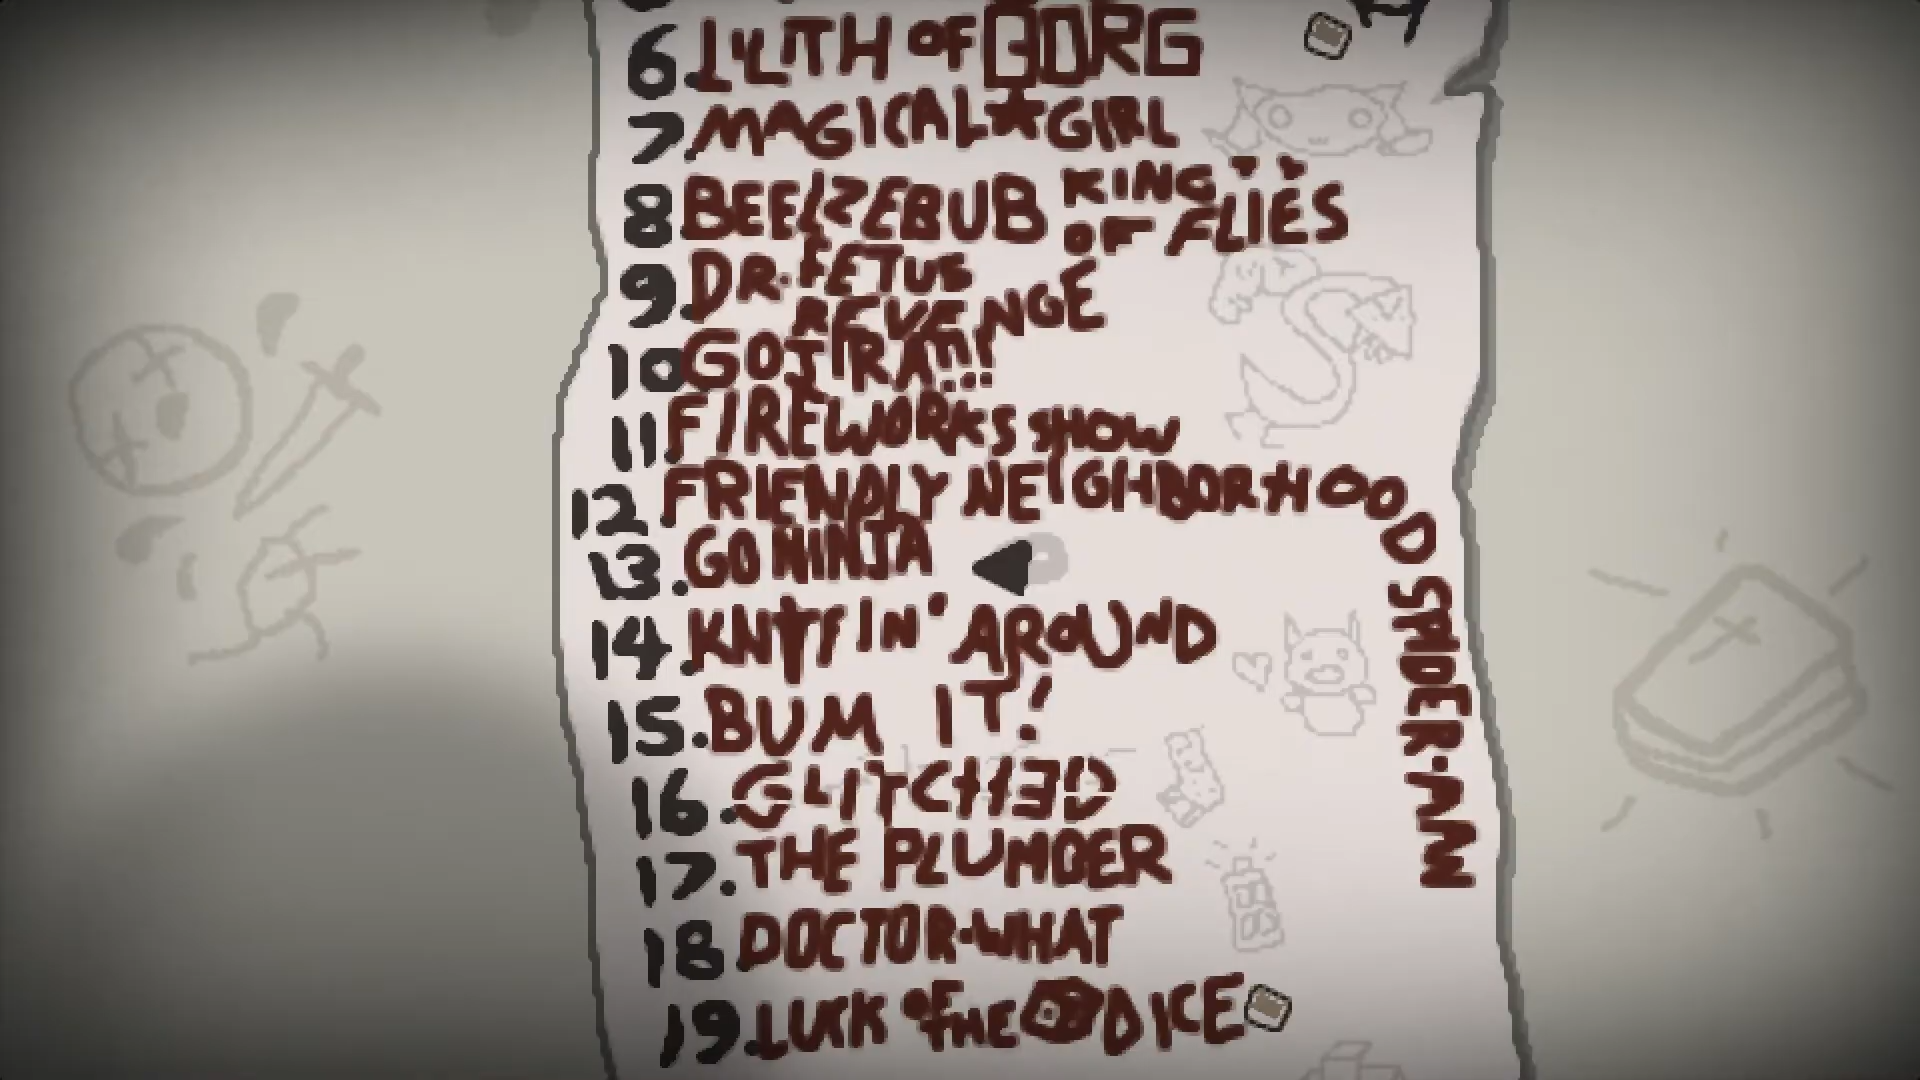 6. LILITH OF BORG
7. MAGICAL★GIRL
8 BEELZEBUB KING OF FLIES
9. DR. FETUS REVENGE
10 GOJIRA!!!
11 FIREWORKS SHOW
12. FRIENDLY NEIGHBORHOOD SPIDER-MAN
13. GO NINJA
14. KNIFIN' AROUND
15. BUM IT!
16. GLITCHED
17. THE PLUMBER
18 DOCTOR-WHAT
19. LUCK OF THE DICE